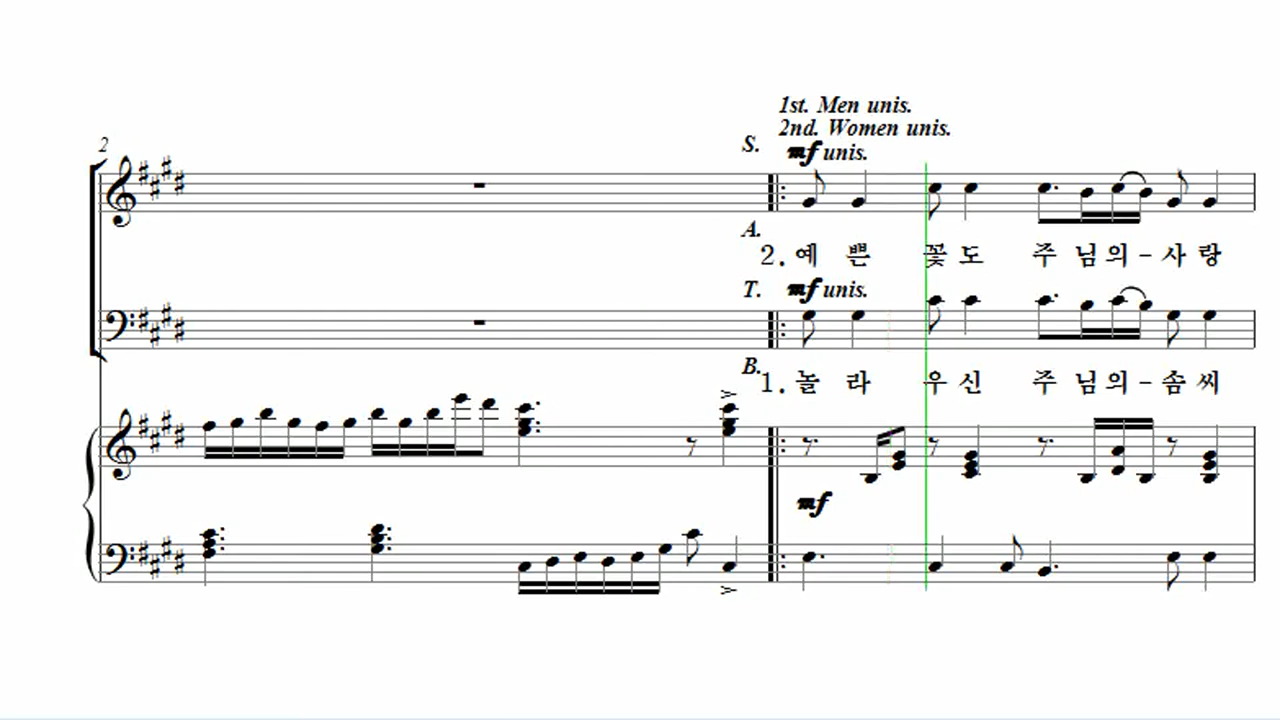 1st. Men unis.
2nd. Women unis.
2
S.
mf unis.
A.
2. 예 쁜 꽃 도 주 님 의 - 사 랑
T.
mf unis.
B.
1. 놀 라 우 신 주 님 의 - 솜 씨
mf